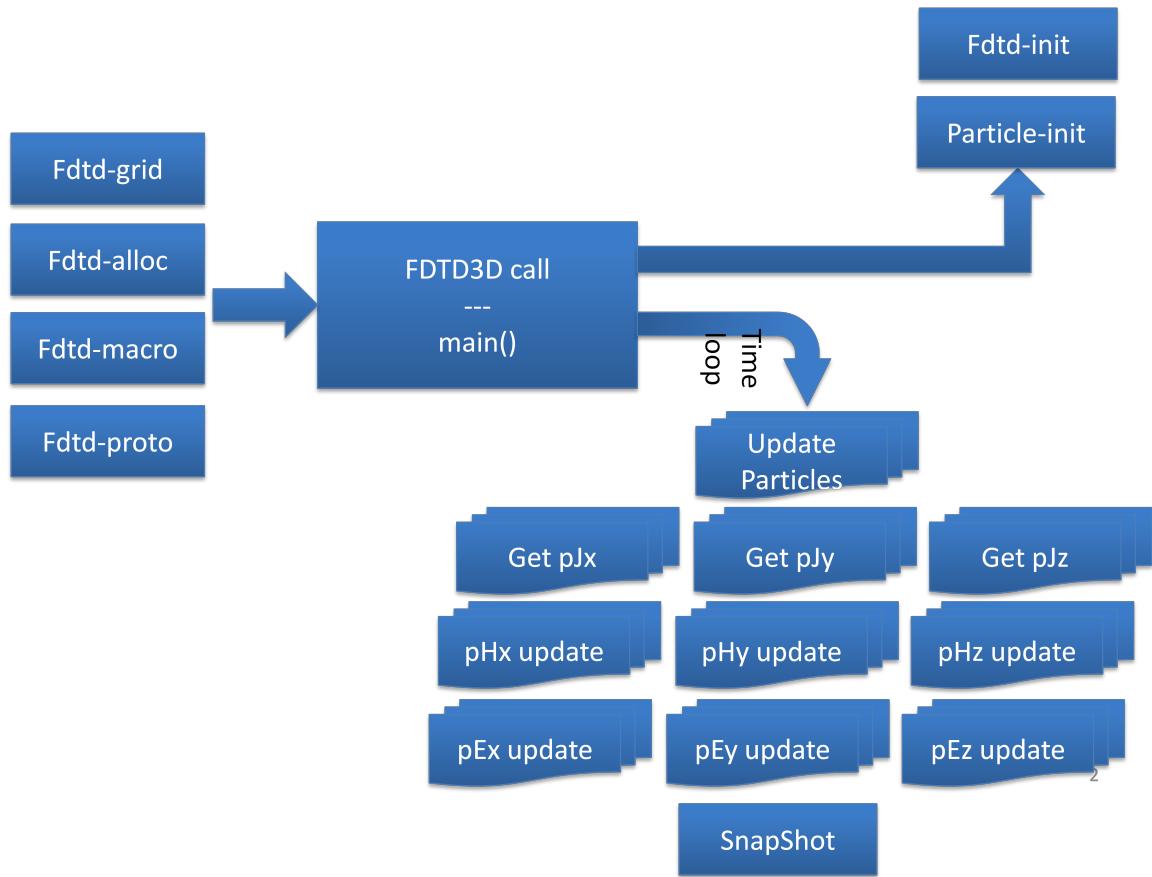 Fdtd-init
Particle-init
Fdtd-grid
Fdtd-alloc
Fdtd-macro
Fdtd-proto
FDTD3D call
---
main()
Time
loop
Update
Particles
Get pJx
Get pJy
Get pJz
pHx update
pHy update
pHz update
pEx update
pEy update
pEz update
2
SnapShot